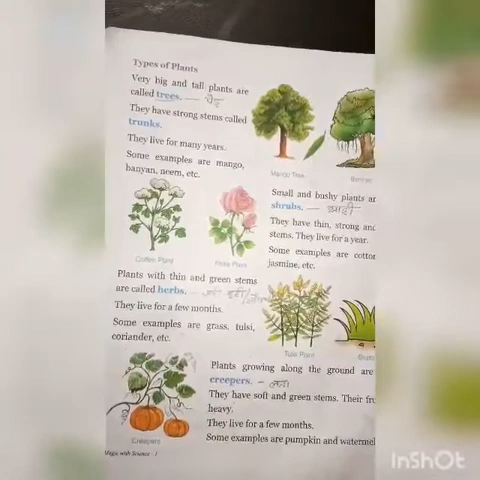 Types of Plants
Very big and tall plants are
called trees. — पेड़
They have strong stems called
trunks.
They live for many years.
Some examples are mango,
banyan, neem, etc.
Mango Tree
Banyan
Small and bushy plants ar
shrubs. — झाड़ी
They have thin, strong and
stems. They live for a year.
Some examples are cotton
jasmine, etc.
Cotton Plant
Rose Plant
Plants with thin and green stems
are called herbs. –
They live for a few months.
Some examples are grass, tulsi,
coriander, etc.
Tulsi Plant
Grass
Plants growing along the ground are
creepers. – लता
They have soft and green stems. Their fru
heavy.
They live for a few months.
Some examples are pumpkin and watermel
Creepers
Magic with Science 7
InShOt